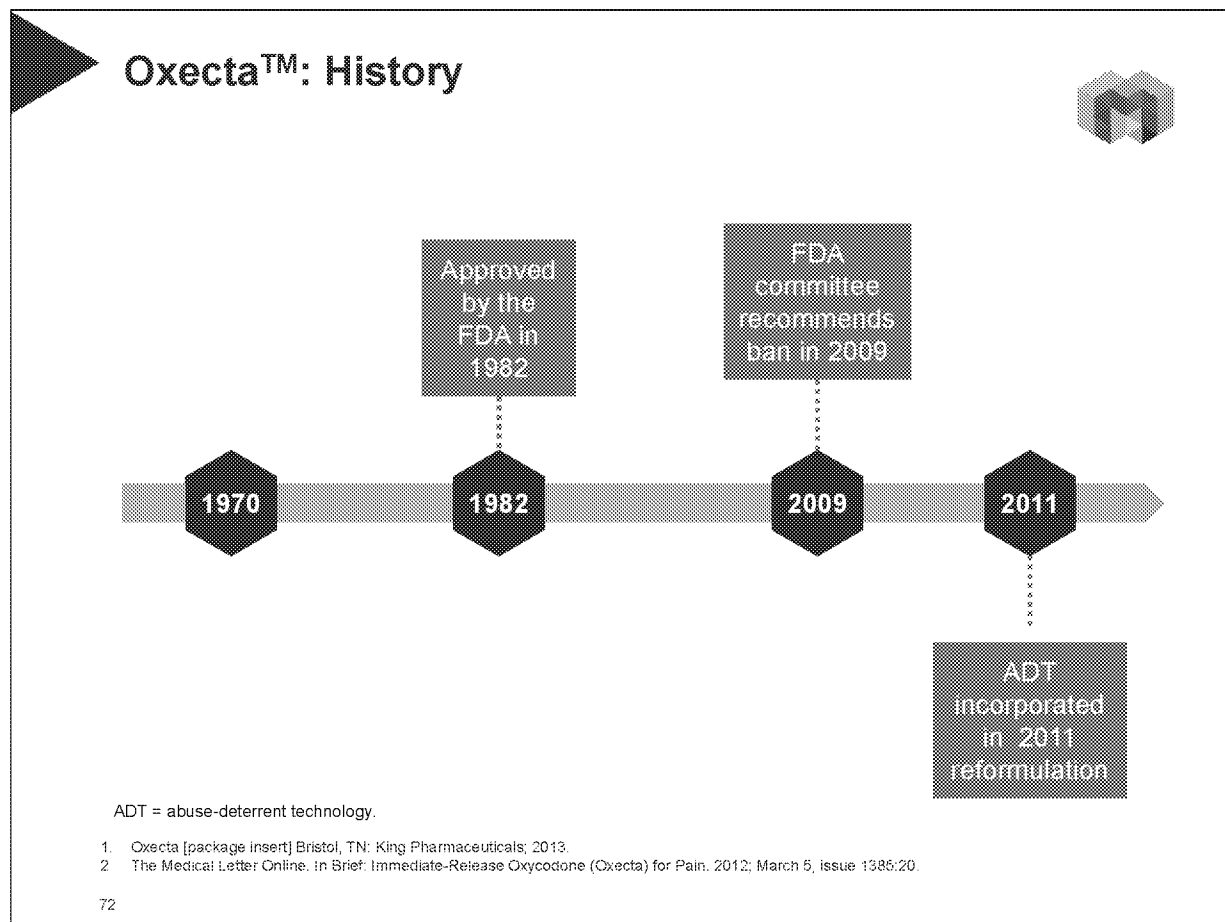 Oxecta™: History
Approved
by the
FDA in
1982
FDA
committee
recommends
ban in 2009
1970
1982
2009
2011
ADT
incorporated
in 2011
reformulation
ADT = abuse-deterrent technology.
1. Oxecta [package insert] Bristol, TN: King Pharmaceuticals; 2013.
2 The Medical Letter Online. In Brief: Immediate-Release Oxycodone (Oxecta) for Pain. 2012; March 5, issue 1385:20.
72